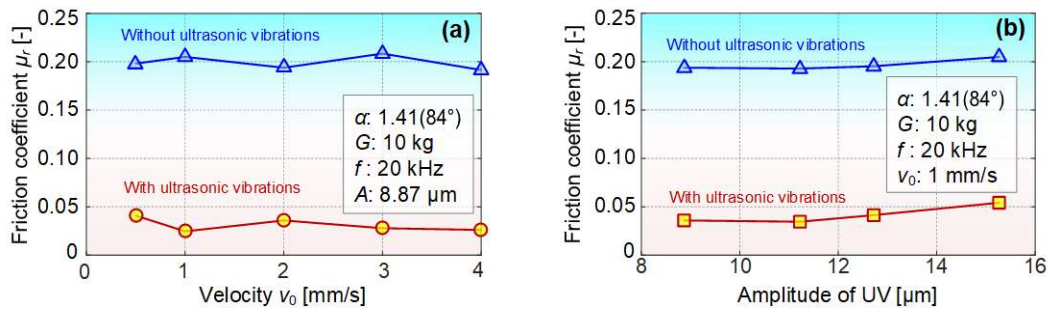 (a)
Friction coefficient μr [-]
0.25
0.20
0.15
0.10
0.05
0
Without ultrasonic vibrations
α: 1.41(84°)
G: 10 kg
f : 20 kHz
A: 8.87 μm
With ultrasonic vibrations
0 1 2 3 4
Velocity v0 [mm/s]
(b)
Friction coefficient μr [-]
0.25
0.20
0.15
0.10
0.05
0
Without ultrasonic vibrations
α: 1.41(84°)
G: 10 kg
f : 20 kHz
v0: 1 mm/s
With ultrasonic vibrations
8 10 12 14 16
Amplitude of UV [μm]